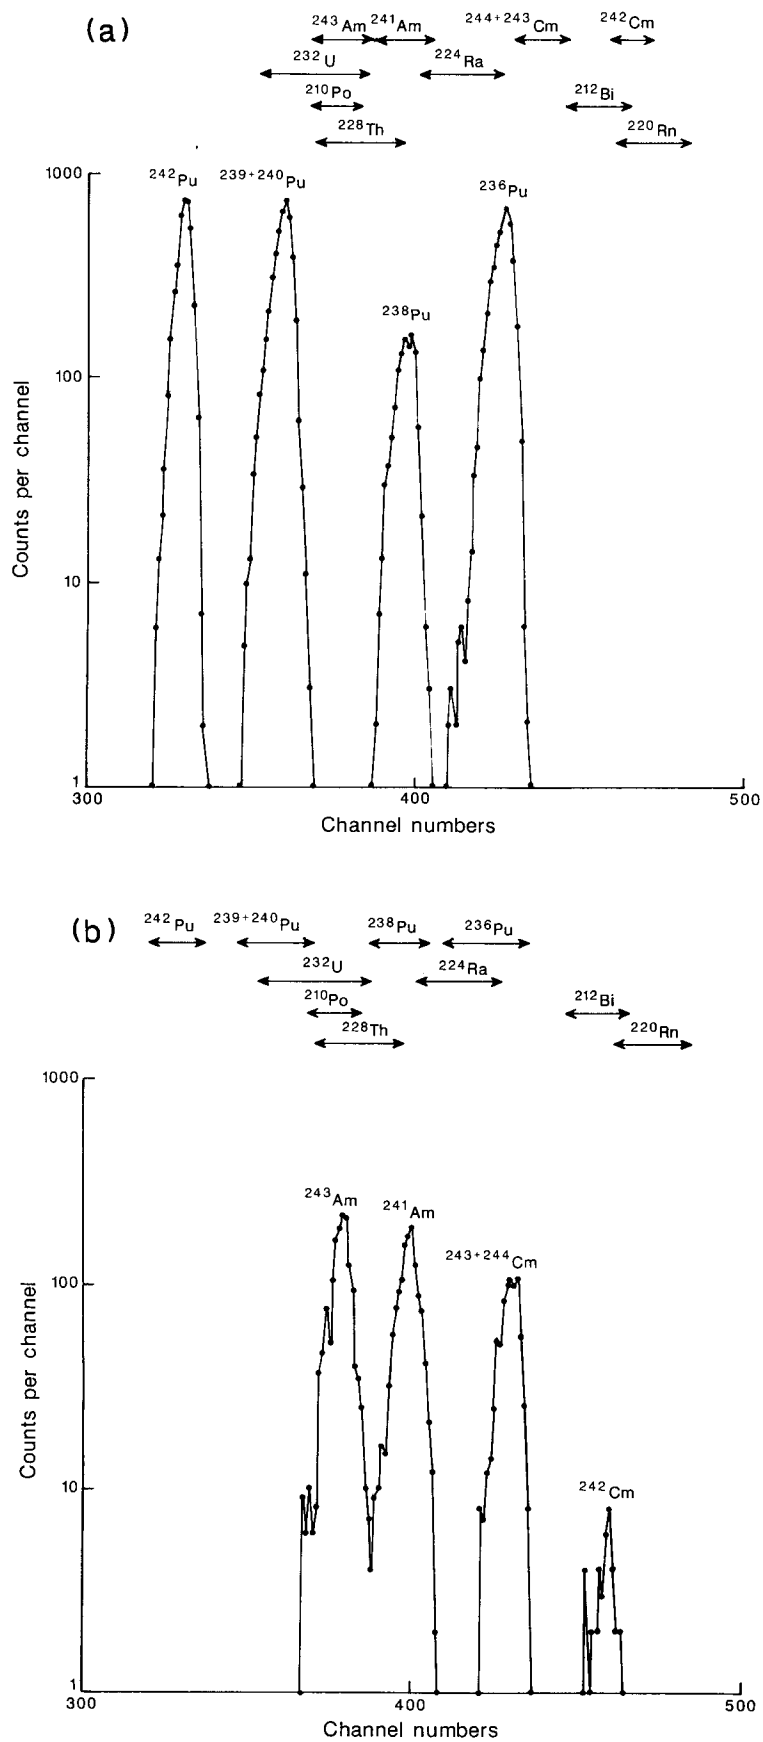 (a)
²⁴³Am ²⁴¹Am ²⁴⁴⁺²⁴³Cm ²⁴²Cm
²³²U ²²⁴Ra
²¹⁰Po ²¹²Bi
²²⁸Th ²²⁰Rn
1000
²⁴²Pu ²³⁹⁺²⁴⁰Pu ²³⁶Pu
²³⁸Pu
100
Counts per channel
10
1
300 400 500
Channel numbers
(b)
²⁴²Pu ²³⁹⁺²⁴⁰Pu ²³⁸Pu ²³⁶Pu
²³²U ²²⁴Ra
²¹⁰Po ²¹²Bi
²²⁸Th ²²⁰Rn
1000
²⁴³Am ²⁴¹Am
²⁴³⁺²⁴⁴Cm
100
Counts per channel
10
²⁴²Cm
1
300 400 500
Channel numbers